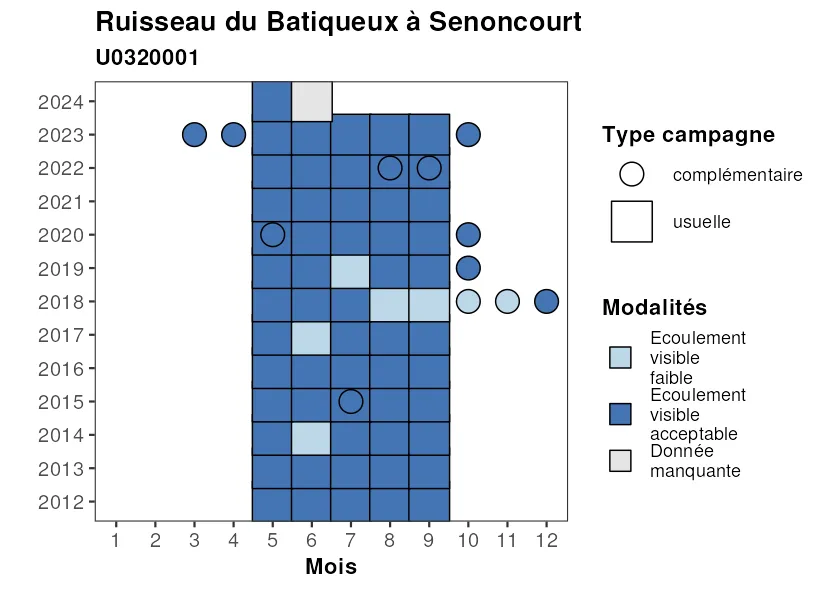 Ruisseau du Batiqueux à Senoncourt
U0320001
2024
2023
2022
2021
2020
2019
2018
2017
2016
2015
2014
2013
2012
1 2 3 4 5 6 7 8 9 10 11 12
Mois
Type campagne
complémentaire
usuelle
Modalités
Ecoulement
visible
faible
Ecoulement
visible
acceptable
Donnée
manquante